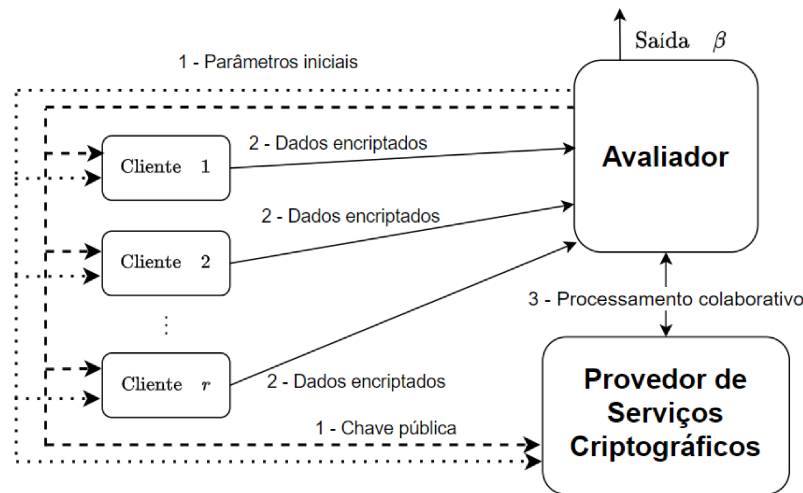 Saída β
1 - Parâmetros iniciais
2 - Dados encriptados
Cliente 1
Avaliador
2 - Dados encriptados
Cliente 2
3 - Processamento colaborativo
⋮
Cliente r
2 - Dados encriptados
1 - Chave pública
Provedor de
Serviços
Criptográficos